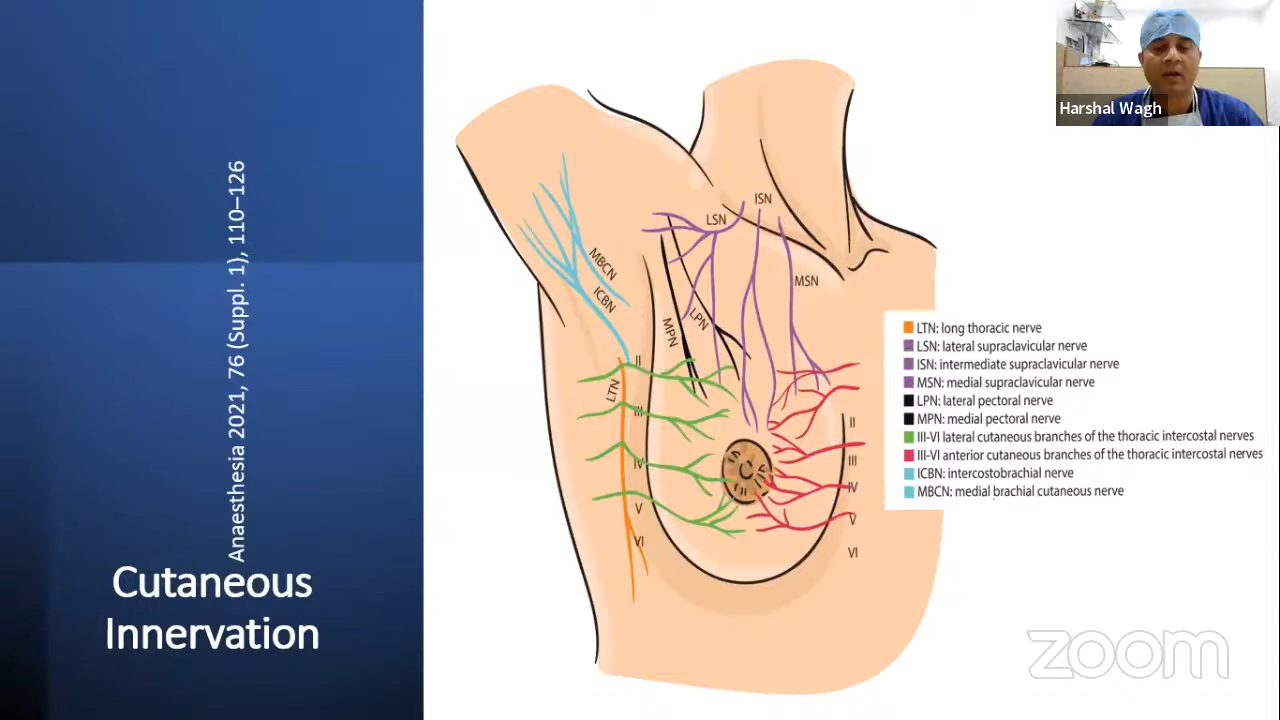 Harshal Wagh
Anaesthesia 2021, 76 (Suppl. 1), 110–126
Cutaneous
Innervation
ISN
LSN
MBCN
MSN
ICBN
LPN
MPN
II
LTN
III
II
IV
III
IV
V
V
VI
VI
LTN: long thoracic nerve
LSN: lateral supraclavicular nerve
ISN: intermediate supraclavicular nerve
MSN: medial supraclavicular nerve
LPN: lateral pectoral nerve
MPN: medial pectoral nerve
III-VI lateral cutaneous branches of the thoracic intercostal nerves
III-VI anterior cutaneous branches of the thoracic intercostal nerves
ICBN: intercostobrachial nerve
MBCN: medial brachial cutaneous nerve
zoom